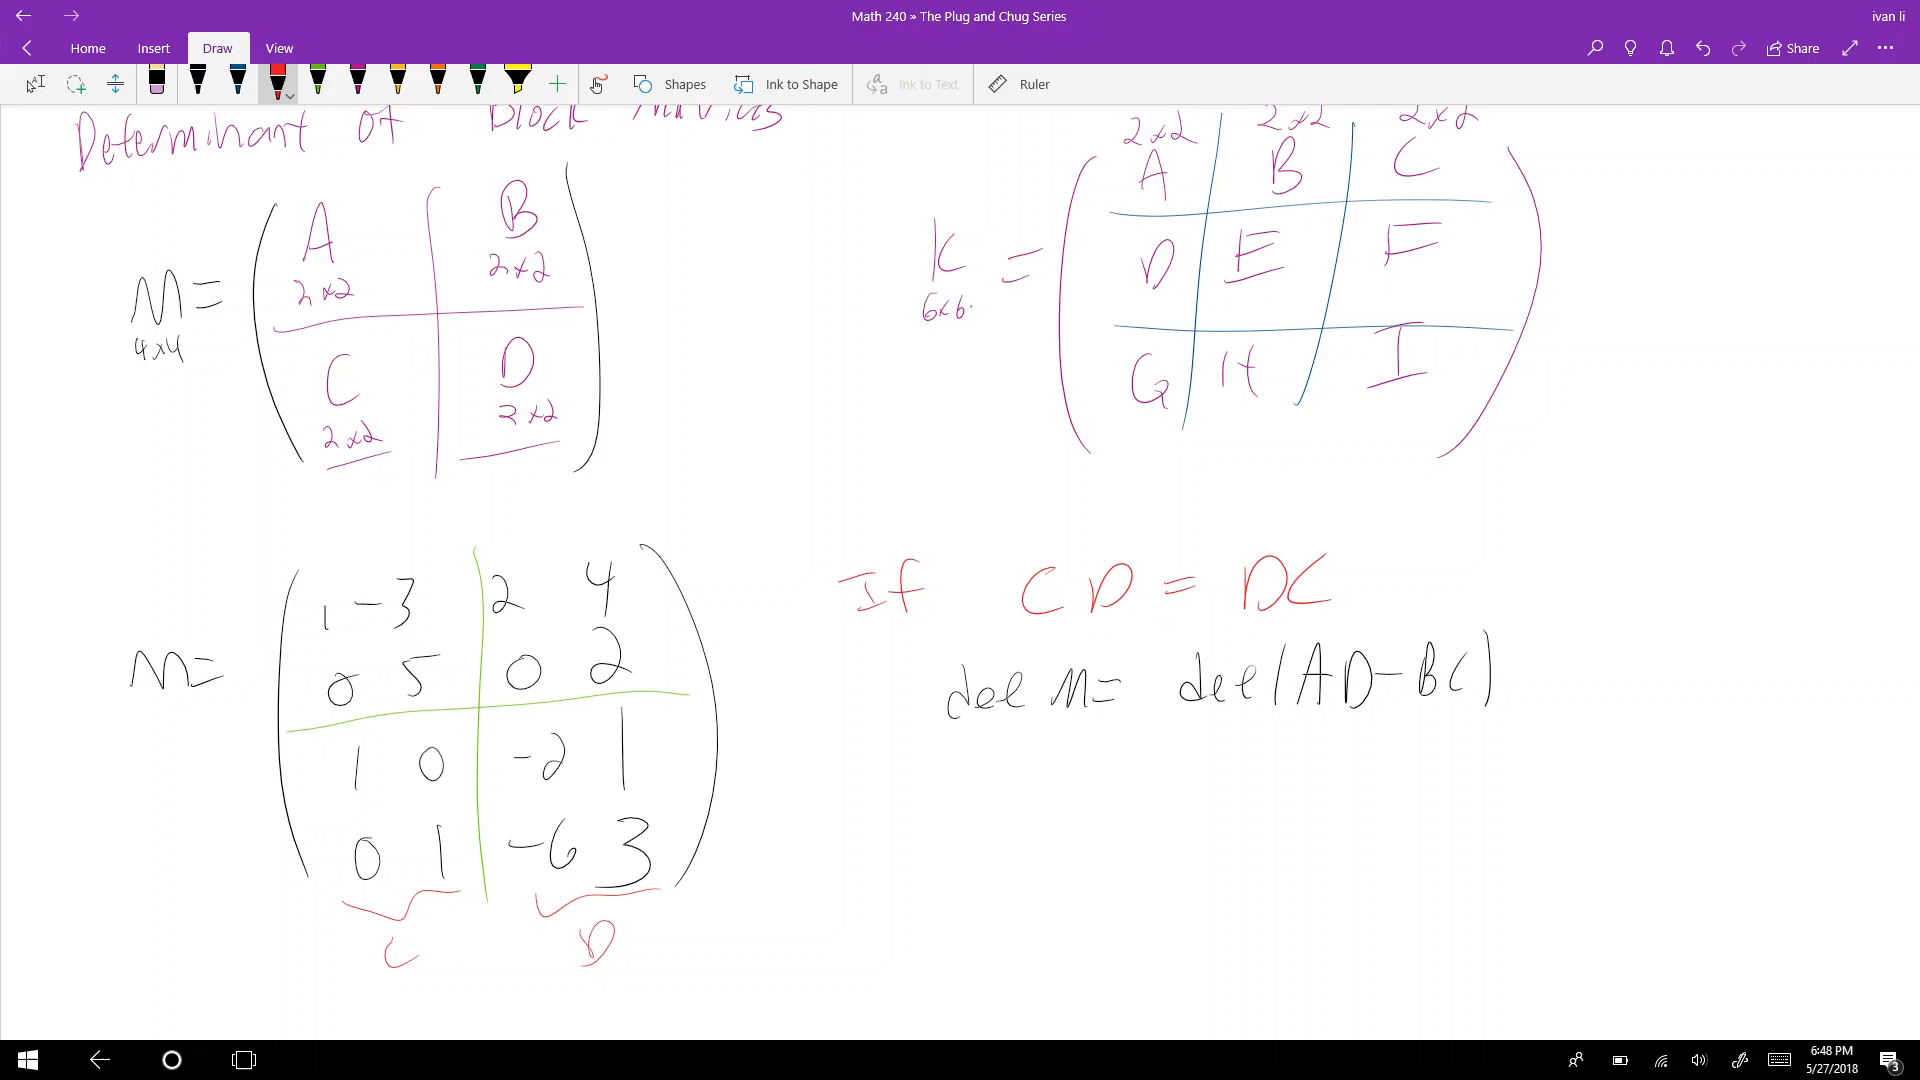 Math 240 » The Plug and Chug Series
ivan li
Home Insert Draw View
Share
Shapes Ink to Shape Ink to Text Ruler
Determinant of Block Matrices
M =
4x4
A B
2x2 2x2
C D
2x2 2x2
K =
6x6
2x2 2x2 2x2
A B C
D E F
G H I
M =
1 -3 2 4
0 5 0 2
1 0 -2 1
0 1 -6 3
C D
If CD = DC
det M = det(AD-BC)
6:48 PM
5/27/2018
3